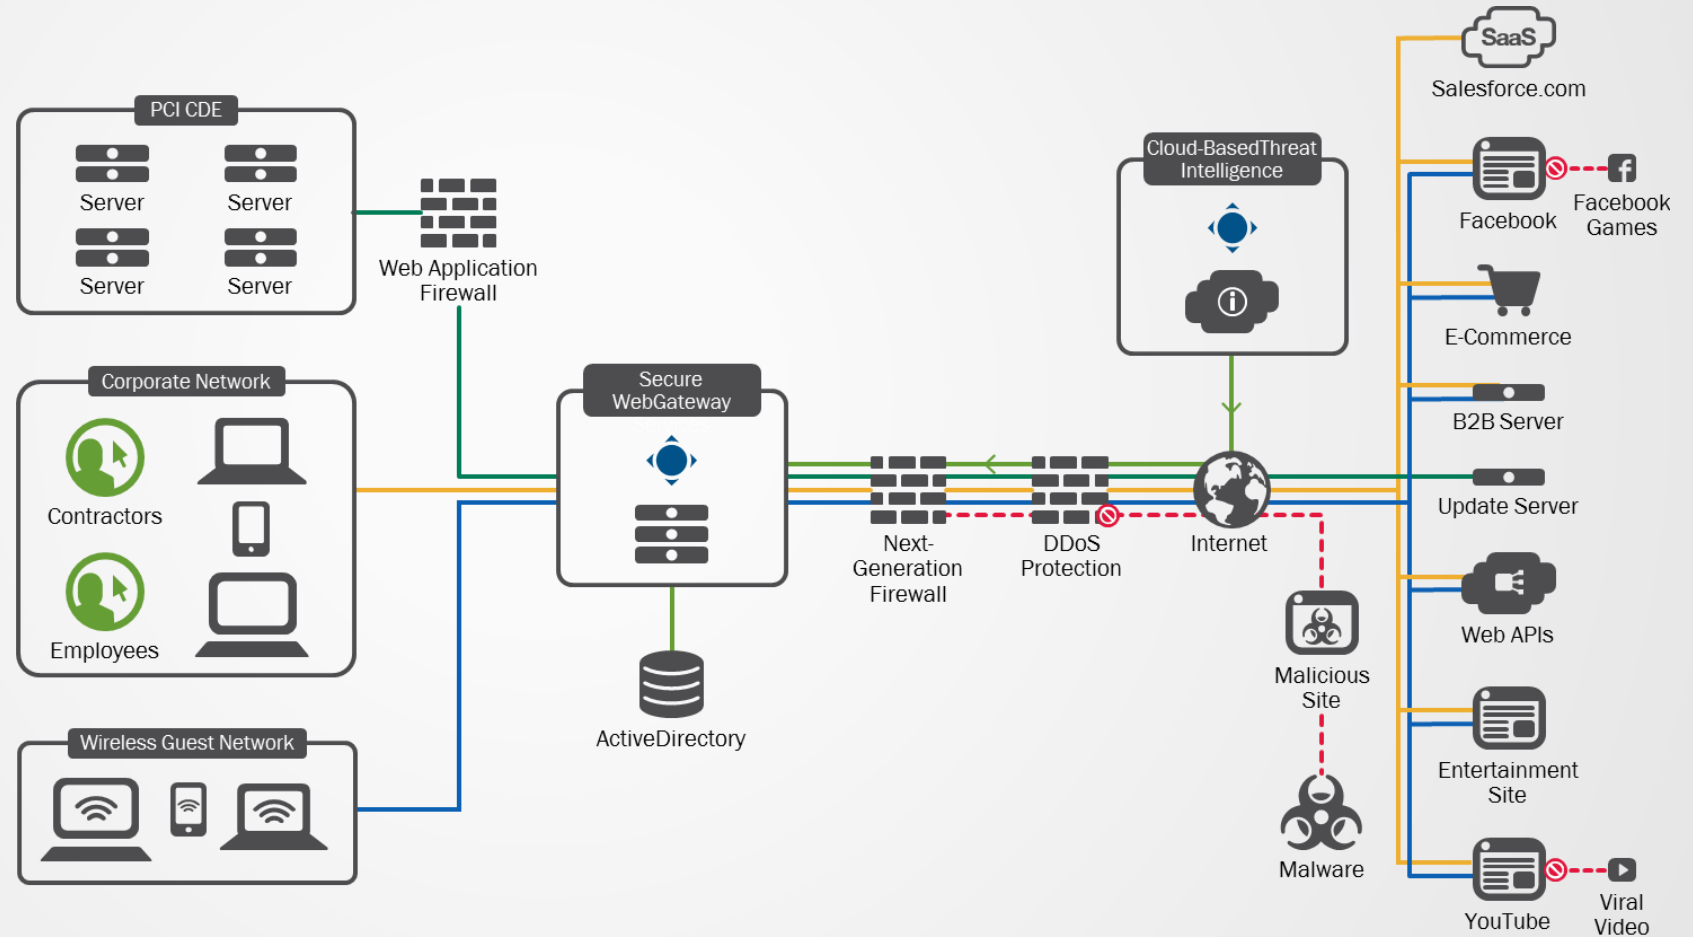 PCI CDE
Server
Server
Server
Server
Web Application
Firewall
Corporate Network
Contractors
Employees
Wireless Guest Network
Secure
WebGateway
ActiveDirectory
Next-
Generation
Firewall
DDoS
Protection
Cloud-BasedThreat
Intelligence
i
Internet
Malicious
Site
Malware
SaaS
Salesforce.com
Facebook
f
Facebook
Games
E-Commerce
B2B Server
Update Server
Web APIs
Entertainment
Site
YouTube
Viral
Video